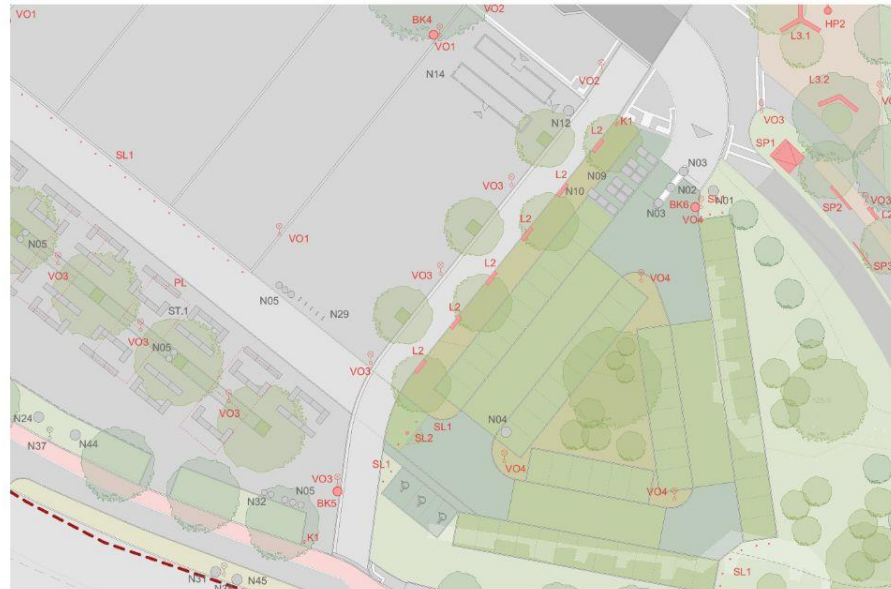 VO1
BK4
VO2
VO1
N14
VO2
L3.1
HP2
L3.2
N12
L2
K1
VO3
SP1
SL1
N09
N10
L2
VO3
N03
N02
N03
BK6
N01
VO4
SP2
VO3
L2
VO1
L2
N05
VO3
PL
VO3
L2
VO4
SP3
N05
N29
ST.1
L2
VO3
N05
VO3
L2
VO3
N24
N37
N44
SL1
SL2
N04
SL1
VO4
VO3
N05
N32
BK5
VO4
K1
N31
N45
SL1